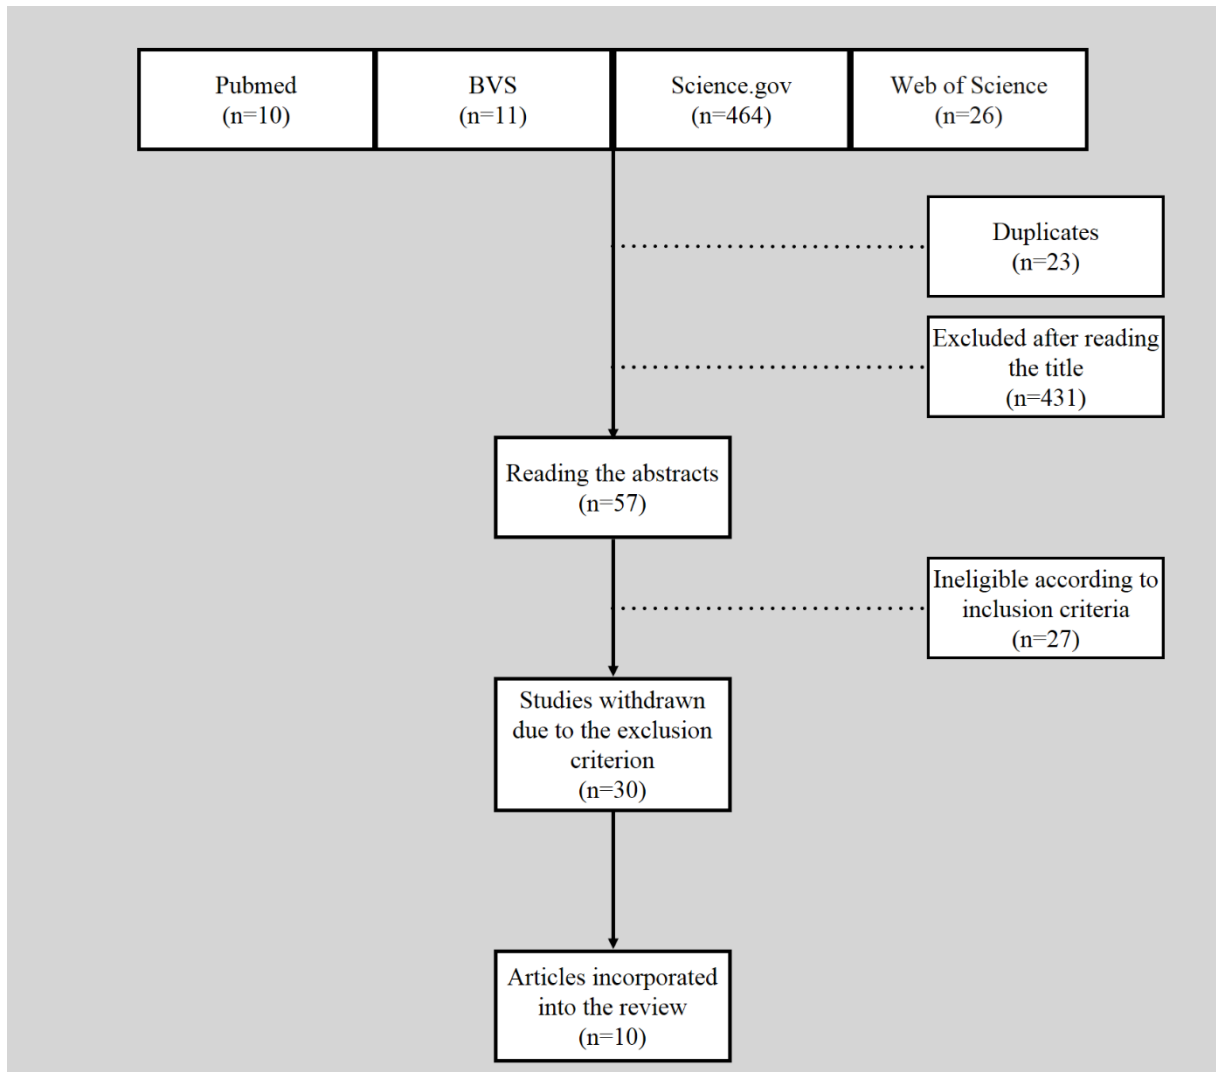 Pubmed
(n=10)
BVS
(n=11)
Science.gov
(n=464)
Web of Science
(n=26)
Duplicates
(n=23)
Excluded after reading
the title
(n=431)
Reading the abstracts
(n=57)
Ineligible according to
inclusion criteria
(n=27)
Studies withdrawn
due to the exclusion
criterion
(n=30)
Articles incorporated
into the review
(n=10)